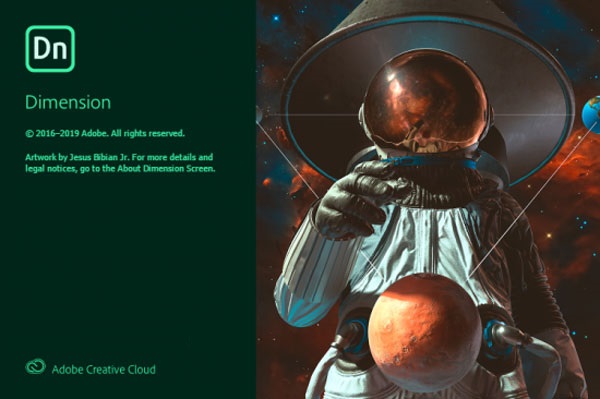 Dn
Dimension
© 2016–2019 Adobe. All rights reserved.
Artwork by Jesus Bibian Jr. For more details and
legal notices, go to the About Dimension Screen.
Adobe Creative Cloud